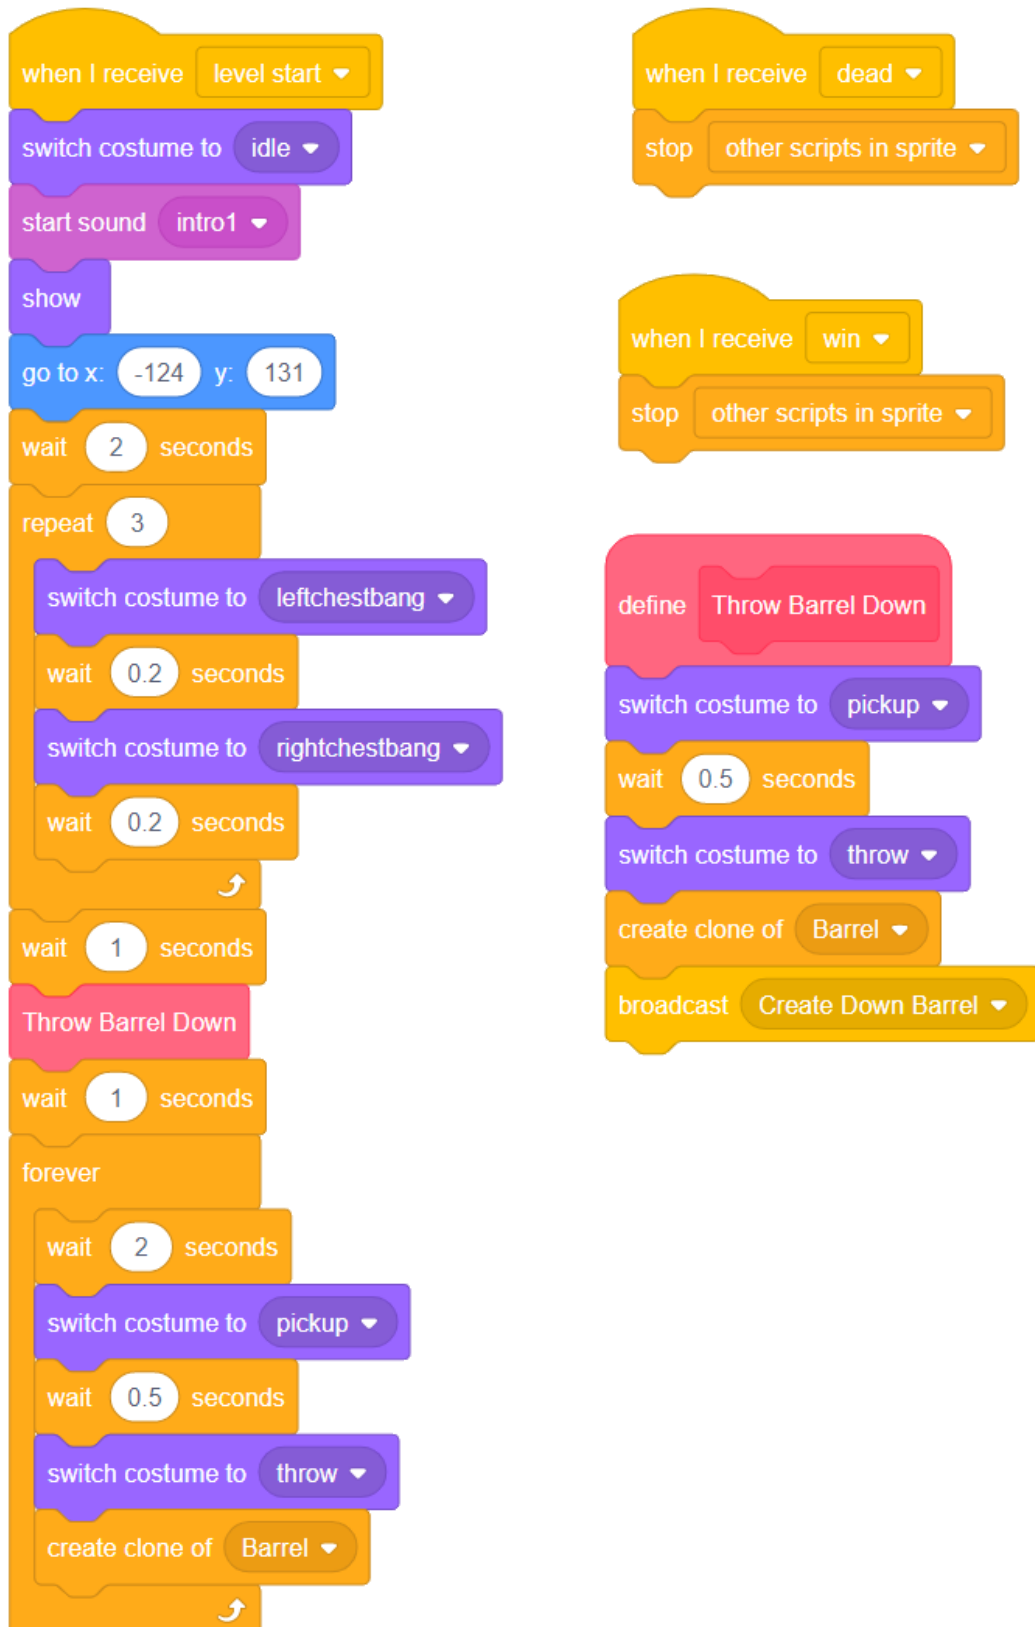 when I receive level start
switch costume to idle
start sound intro1
show
go to x: -124 y: 131
wait 2 seconds
repeat 3
switch costume to leftchestbang
wait 0.2 seconds
switch costume to rightchestbang
wait 0.2 seconds
wait 1 seconds
Throw Barrel Down
wait 1 seconds
forever
wait 2 seconds
switch costume to pickup
wait 0.5 seconds
switch costume to throw
create clone of Barrel
when I receive dead
stop other scripts in sprite
when I receive win
stop other scripts in sprite
define Throw Barrel Down
switch costume to pickup
wait 0.5 seconds
switch costume to throw
create clone of Barrel
broadcast Create Down Barrel